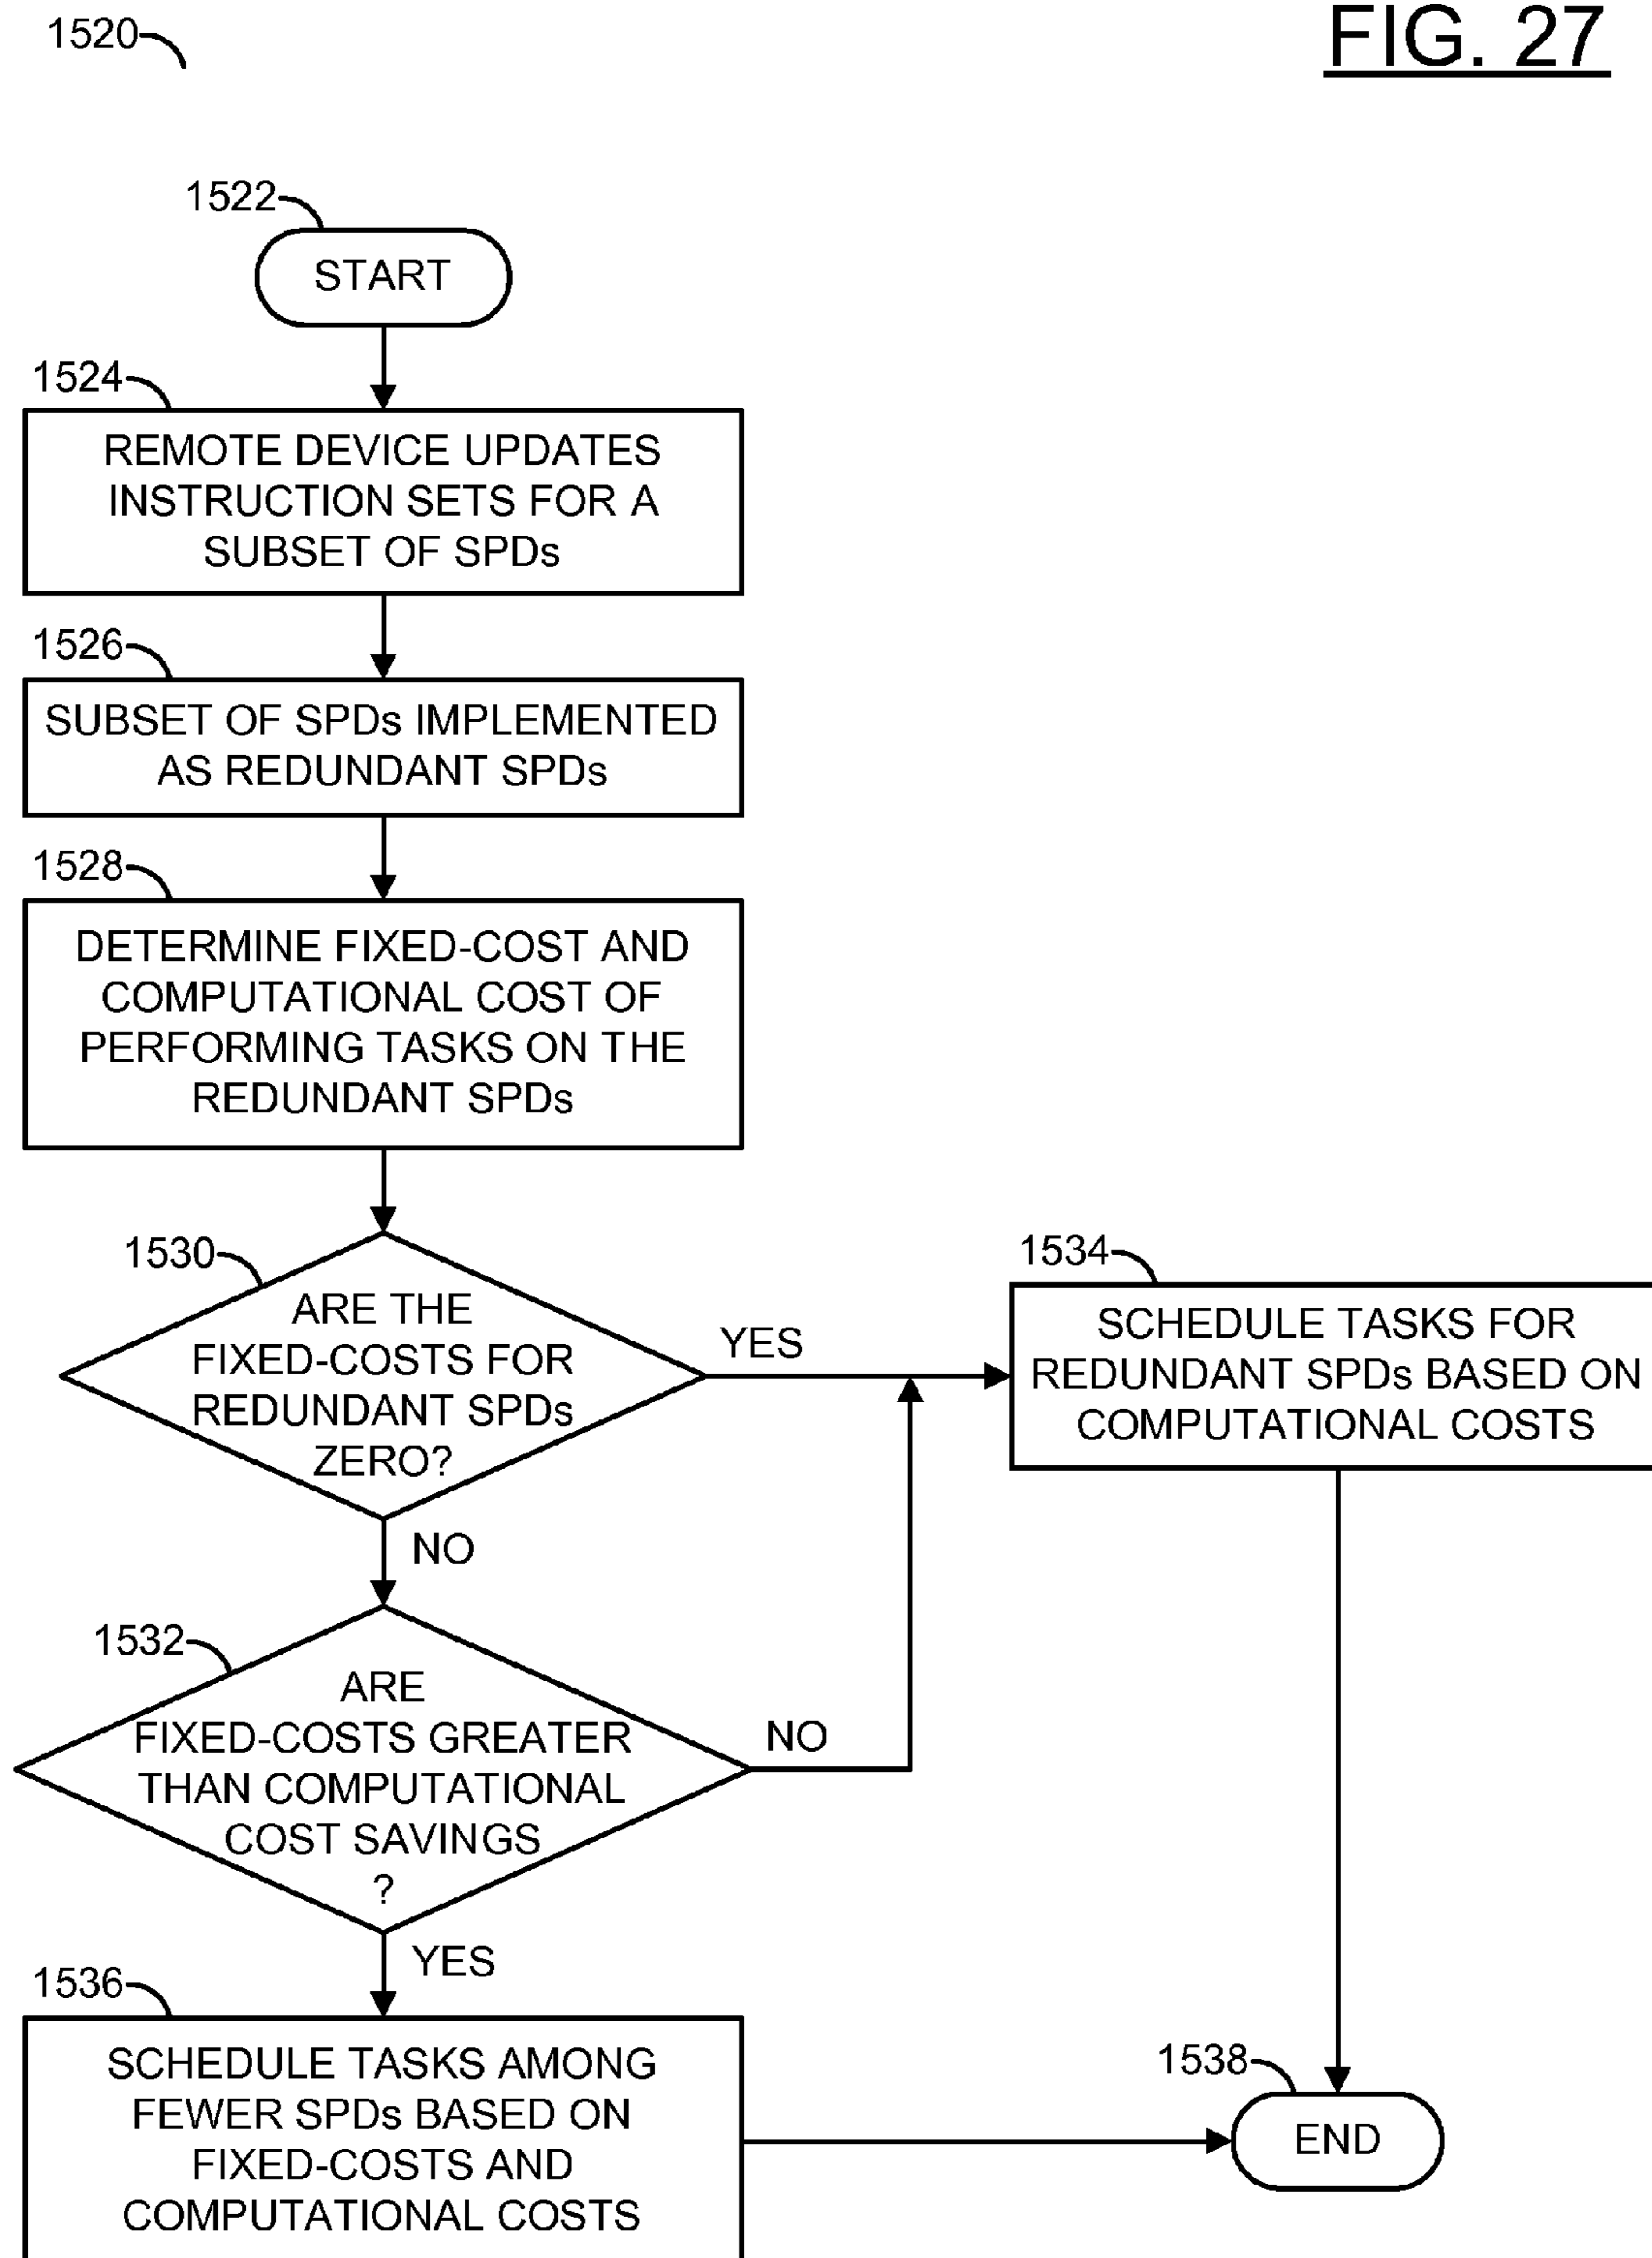 1520
FIG. 27
1522
START
1524
REMOTE DEVICE UPDATES
INSTRUCTION SETS FOR A
SUBSET OF SPDs
1526
SUBSET OF SPDs IMPLEMENTED
AS REDUNDANT SPDs
1528
DETERMINE FIXED-COST AND
COMPUTATIONAL COST OF
PERFORMING TASKS ON THE
REDUNDANT SPDs
1530
ARE THE
FIXED-COSTS FOR
REDUNDANT SPDs
ZERO?
YES
1534
SCHEDULE TASKS FOR
REDUNDANT SPDs BASED ON
COMPUTATIONAL COSTS
NO
1532
ARE
FIXED-COSTS GREATER
THAN COMPUTATIONAL
COST SAVINGS
?
NO
YES
1536
SCHEDULE TASKS AMONG
FEWER SPDs BASED ON
FIXED-COSTS AND
COMPUTATIONAL COSTS
1538
END